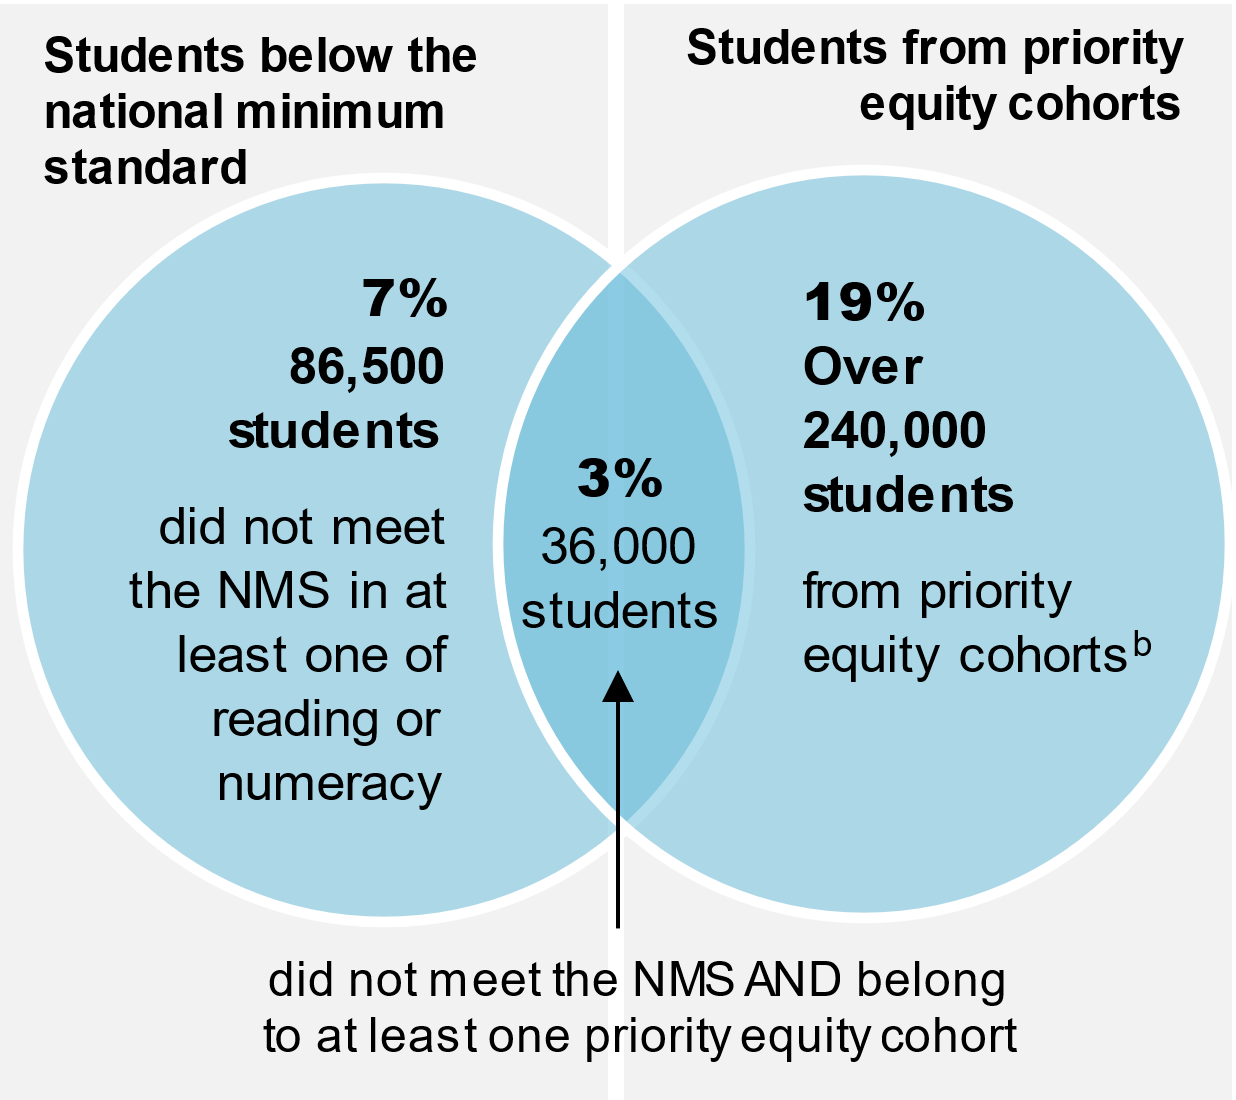 Students below the
national minimum
standard
Students from priority
equity cohorts
7%
86,500
students
did not meet
the NMS in at
least one of
reading or
numeracy
3%
36,000
students
19%
Over
240,000
students
from priority
equity cohortsᵇ
did not meet the NMS AND belong
to at least one priority equity cohort